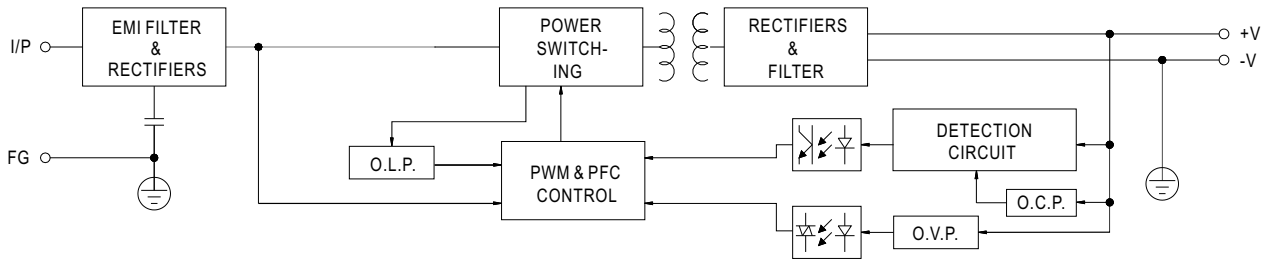 I/P
EMI FILTER
&
RECTIFIERS
POWER
SWITCH-
ING
RECTIFIERS
&
FILTER
+V
-V
FG
O.L.P.
PWM & PFC
CONTROL
DETECTION
CIRCUIT
O.C.P.
O.V.P.